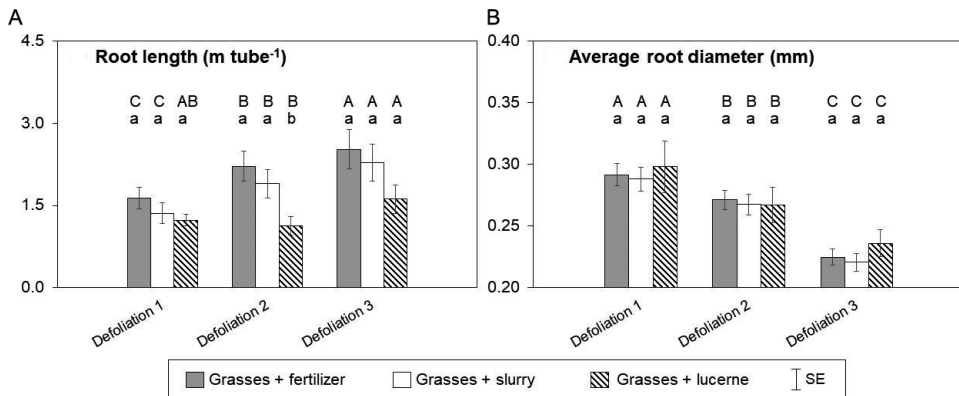 A
Root length (m tube⁻¹)
4.5
3.0
1.5
0.0
C C AB B B B A A A
a a a a a b a a a
Defoliation 1
Defoliation 2
Defoliation 3
B
Average root diameter (mm)
0.40
0.35
0.30
0.25
0.20
A A A B B B C C C
a a a a a a a a a
Defoliation 1
Defoliation 2
Defoliation 3
Grasses + fertilizer Grasses + slurry Grasses + lucerne SE